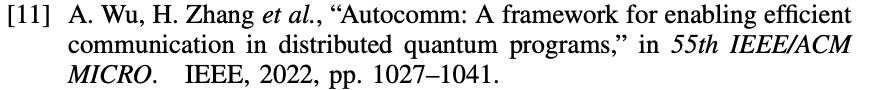 [11] A. Wu, H. Zhang et al., “Autocomm: A framework for enabling efficient
communication in distributed quantum programs,” in 55th IEEE/ACM
MICRO. IEEE, 2022, pp. 1027–1041.